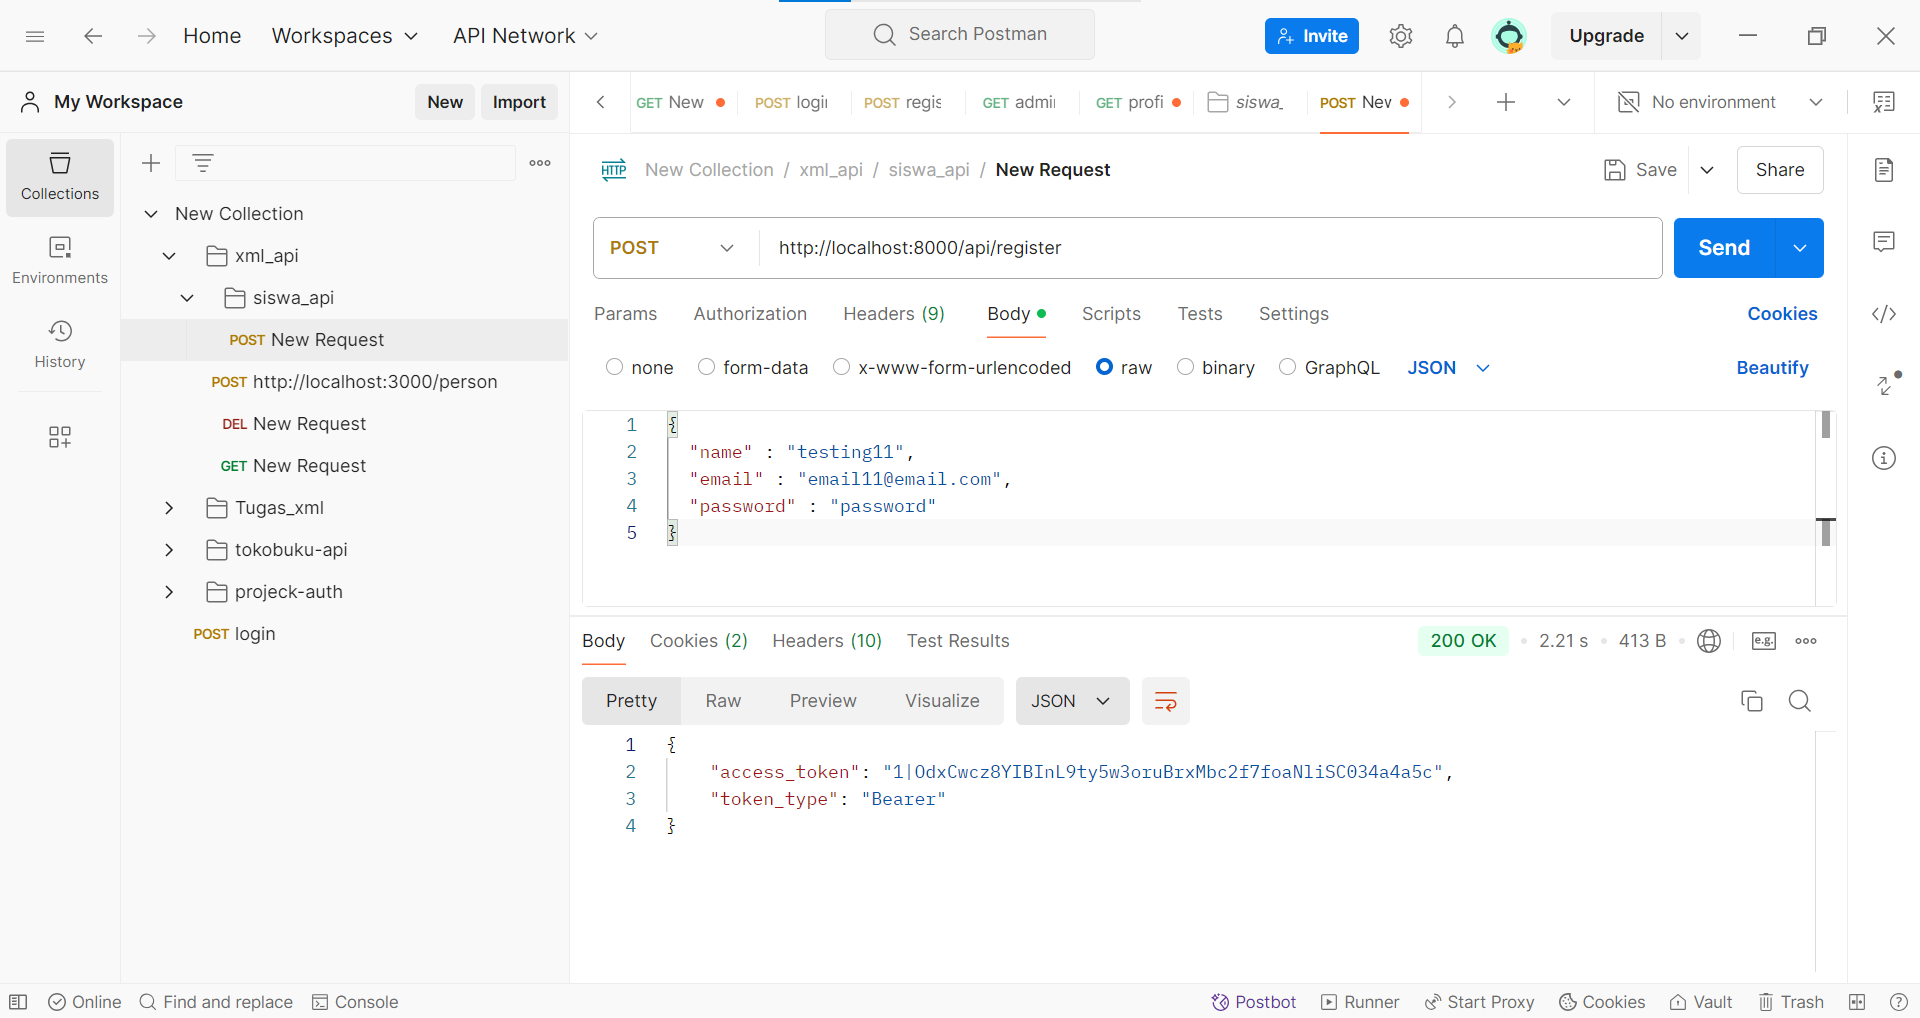 Home Workspaces API Network Search Postman Invite Upgrade
My Workspace New Import
GET New POST logi POST regis GET admi GET profi siswa_ POST New No environment
Collections
Environments
History
New Collection
xml_api
siswa_api
POST New Request
POST http://localhost:3000/person
DEL New Request
GET New Request
Tugas_xml
tokobuku-api
projeck-auth
POST login
HTTP New Collection / xml_api / siswa_api / New Request Save Share
POST http://localhost:8000/api/register Send
Params Authorization Headers (9) Body Scripts Tests Settings Cookies
none form-data x-www-form-urlencoded raw binary GraphQL JSON Beautify
1 {
2 "name" : "testing11",
3 "email" : "email11@email.com",
4 "password" : "password"
5 }
Body Cookies (2) Headers (10) Test Results 200 OK 2.21 s 413 B e.g.
Pretty Raw Preview Visualize JSON
1 {
2 "access_token": "1|OdxCwcz8YIBInL9ty5w3oruBrxMbc2f7foaNliSC034a4a5c",
3 "token_type": "Bearer"
4 }
Online Find and replace Console Postbot Runner Start Proxy Cookies Vault Trash